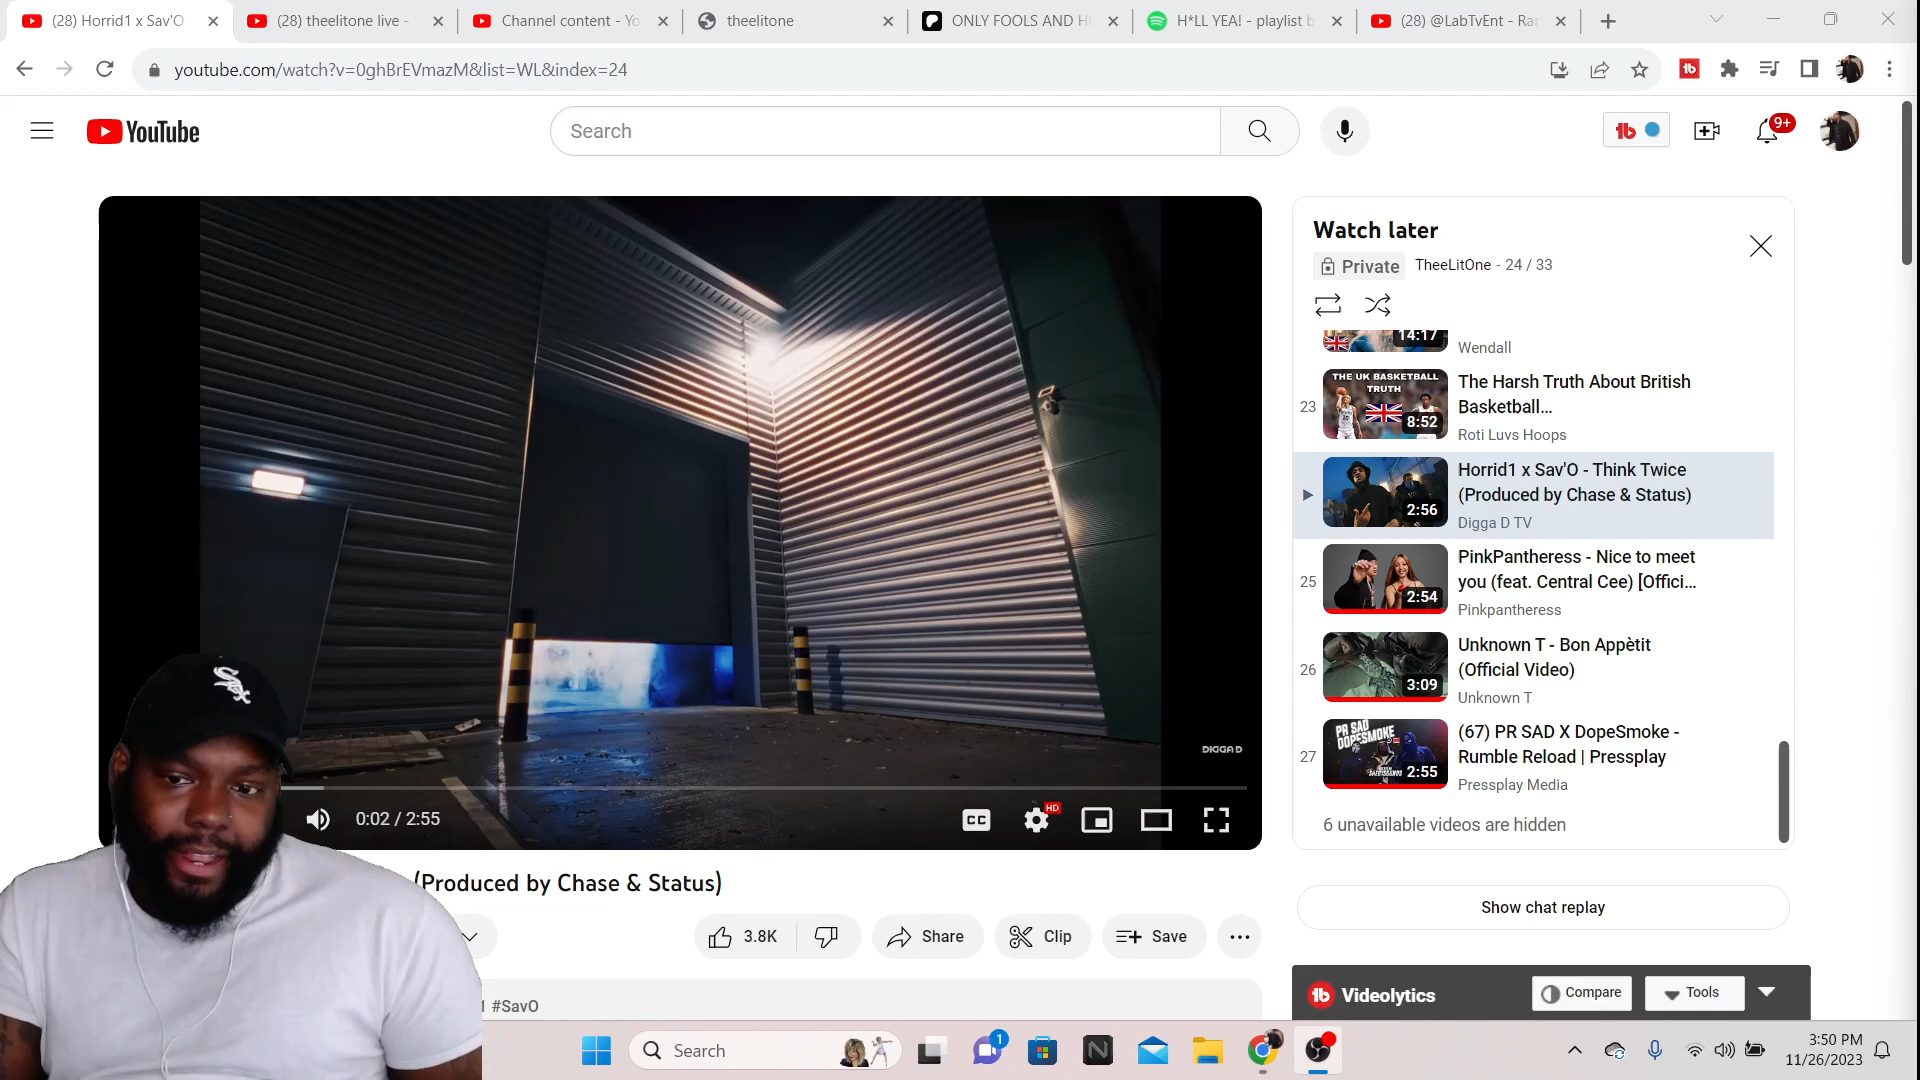 (28) Horrid1 x Sav'O
(28) theelitone live -
Channel content - Yo
theelitone
ONLY FOOLS AND H
H*LL YEA! - playlist b
(28) @LabTvEnt - Ra
youtube.com/watch?v=0ghBrEVmazM&list=WL&index=24
YouTube
Search
9+
Watch later
Private
TheeLitOne - 24 / 33
14:17
Wendall
23
THE UK BASKETBALL
TRUTH
8:52
The Harsh Truth About British
Basketball...
Roti Luvs Hoops
2:56
Horrid1 x Sav'O - Think Twice
(Produced by Chase & Status)
Digga D TV
25
2:54
PinkPantheress - Nice to meet
you (feat. Central Cee) [Offici...
Pinkpantheress
26
3:09
Unknown T - Bon Appètit
(Official Video)
Unknown T
27
PR SAD
DOPESMOKE
2:55
(67) PR SAD X DopeSmoke -
Rumble Reload | Pressplay
Pressplay Media
6 unavailable videos are hidden
Show chat replay
DIGGA D
0:02 / 2:55
CC
HD
(Produced by Chase & Status)
3.8K
Share
Clip
Save
#SavO
Videolytics
Compare
Tools
Sox
Search
1
3:50 PM
11/26/2023